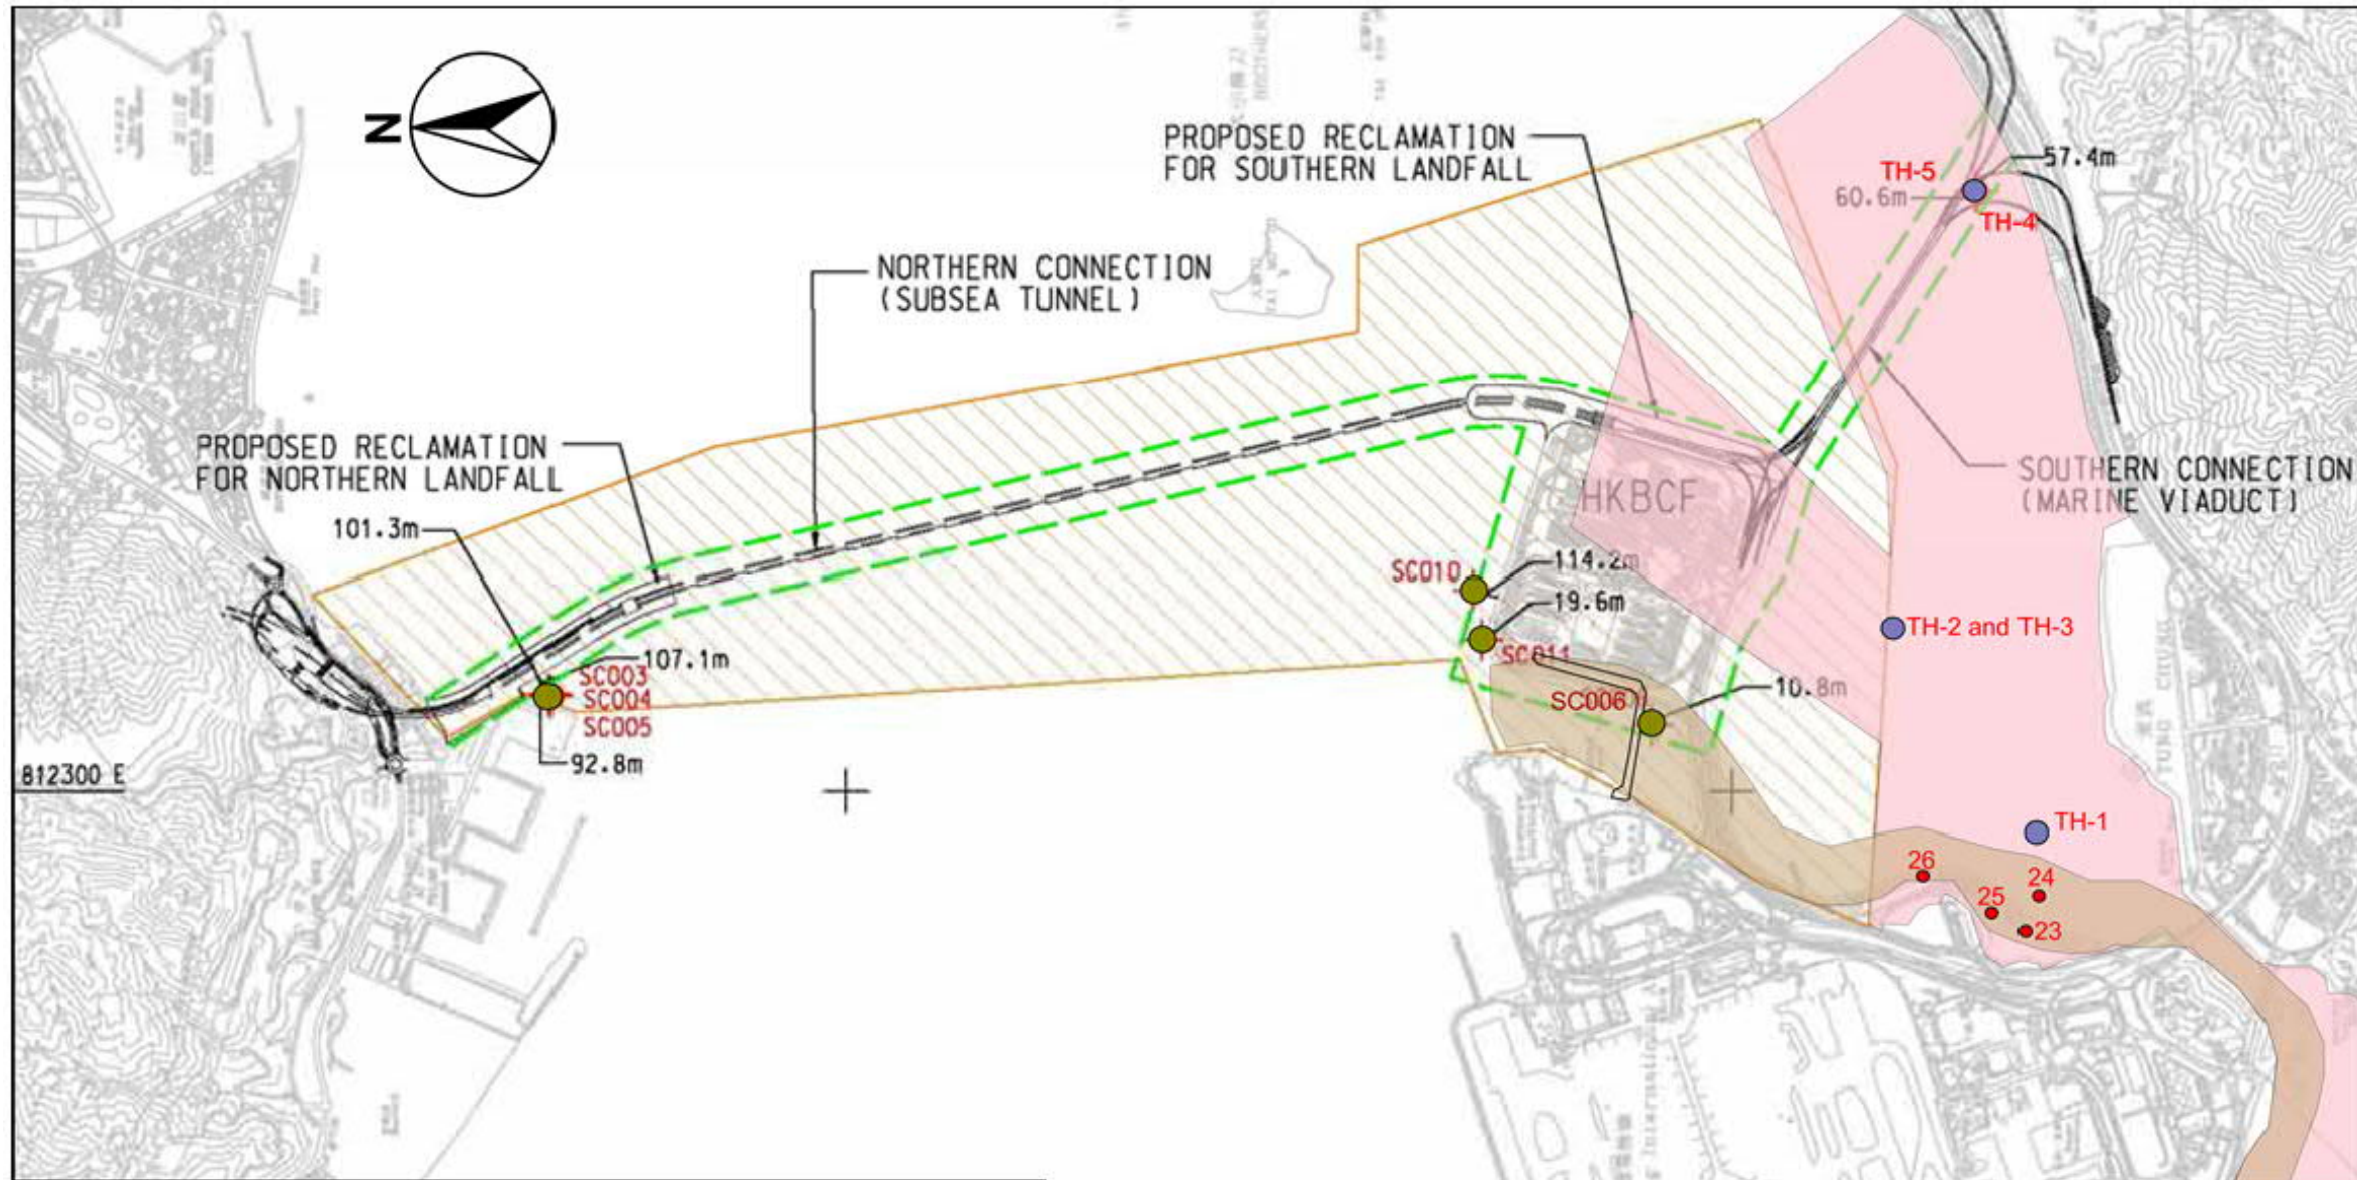 N
PROPOSED RECLAMATION
FOR SOUTHERN LANDFALL
TH-5
57.4m
60.6m
TH-4
NORTHERN CONNECTION
(SUBSEA TUNNEL)
PROPOSED RECLAMATION
FOR NORTHERN LANDFALL
SOUTHERN CONNECTION
(MARINE VIADUCT)
HKBCF
101.3m
SC010
114.2m
19.6m
TH-2 and TH-3
SC011
107.1m
SC003
SC004
SC005
SC006
10.8m
92.8m
812300 E
TH-1
26
24
25
23